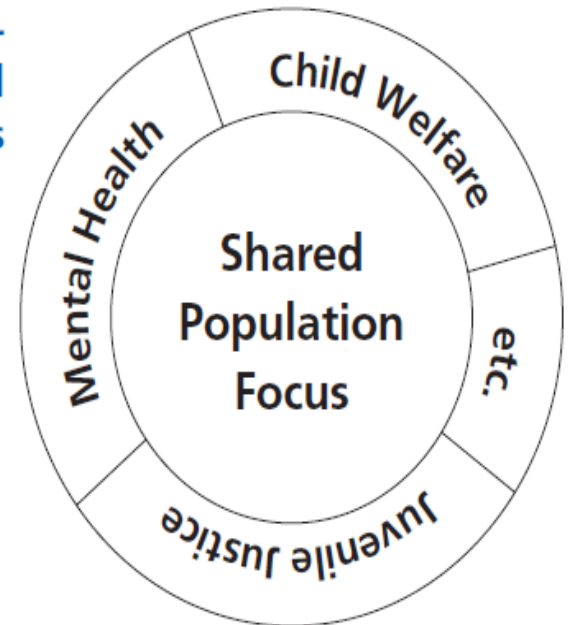 Child Welfare
etc.
Juvenile Justice
Mental Health
Shared
Population
Focus